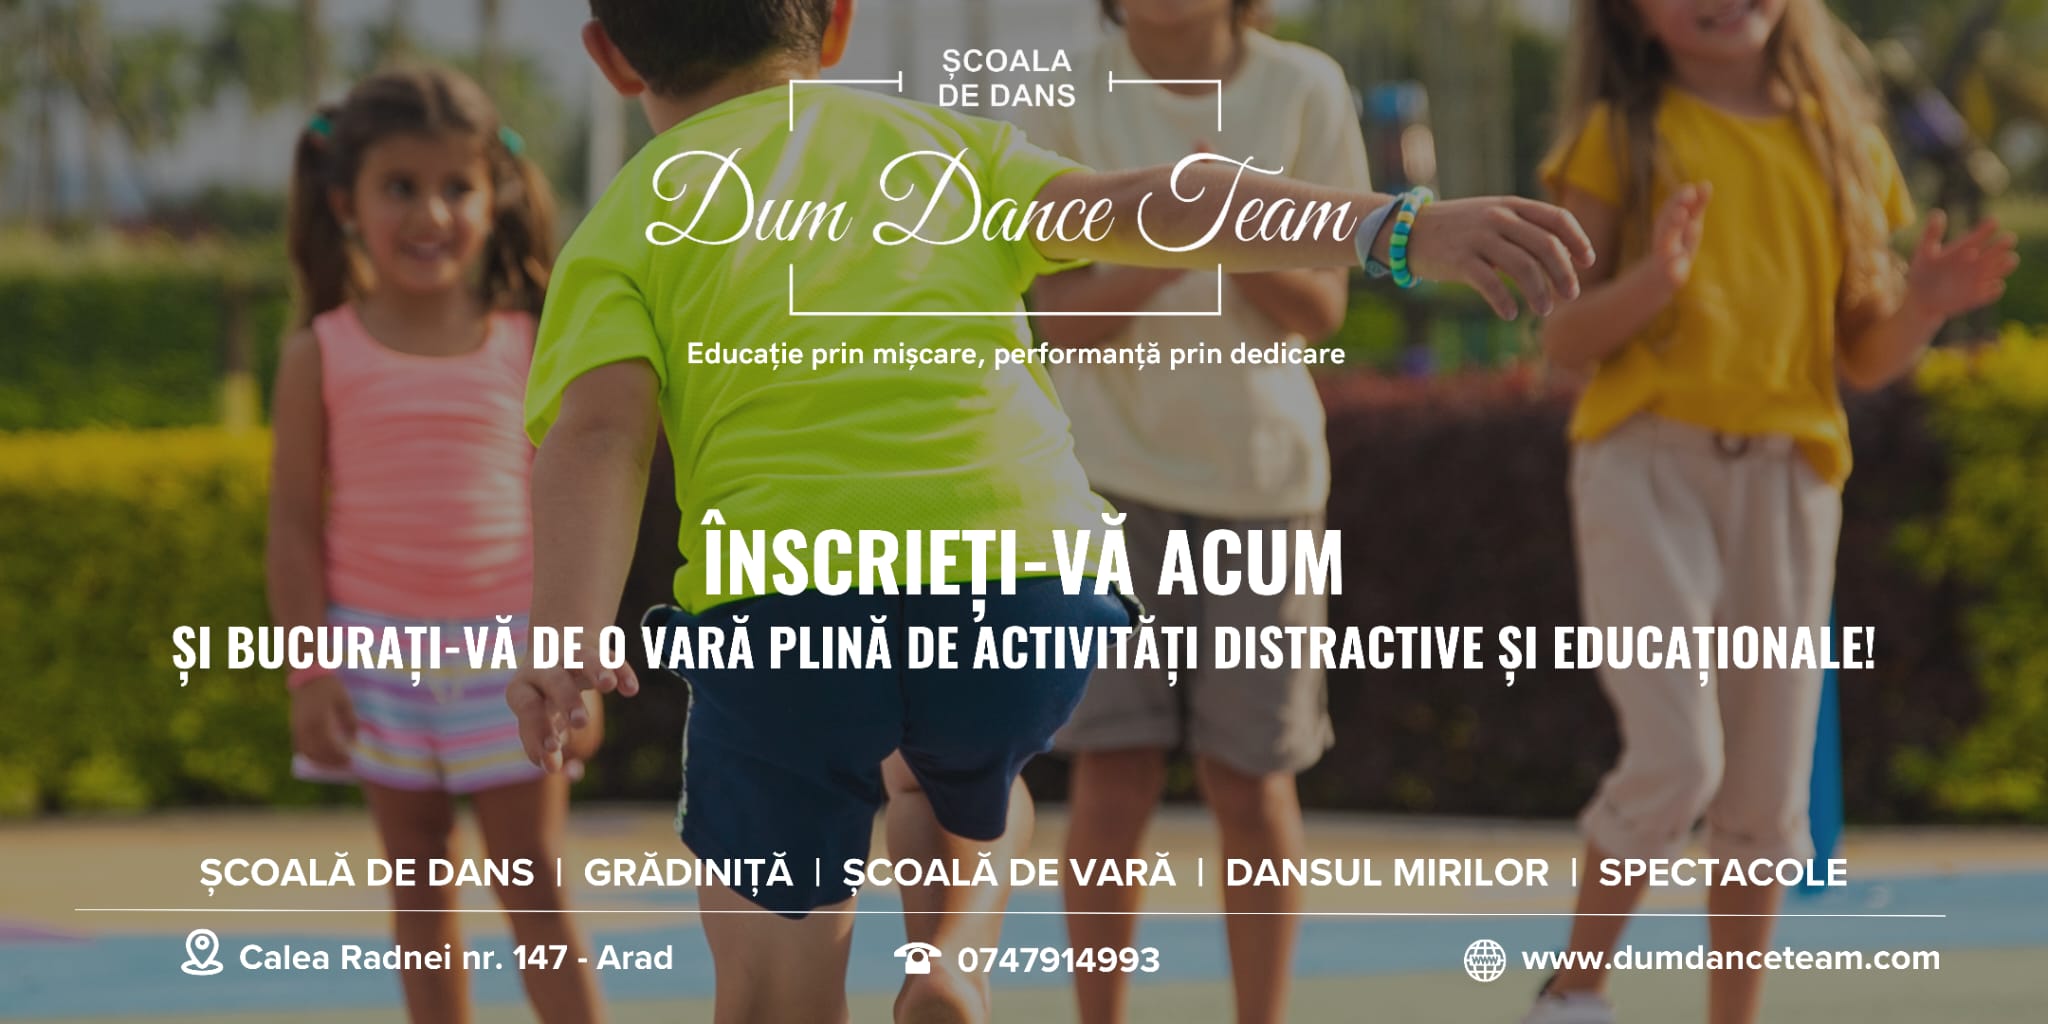 ȘCOALA
DE DANS
Dum Dance Team
Educație prin mișcare, performanță prin dedicare
ÎNSCRIEȚI-VĂ ACUM
ȘI BUCURAȚI-VĂ DE O VARĂ PLINĂ DE ACTIVITĂȚI DISTRACTIVE ȘI EDUCAȚIONALE!
ȘCOALĂ DE DANS | GRĂDINIȚĂ | ȘCOALĂ DE VARĂ | DANSUL MIRILOR | SPECTACOLE
Calea Radnei nr. 147 - Arad
0747914993
www.dumdanceteam.com